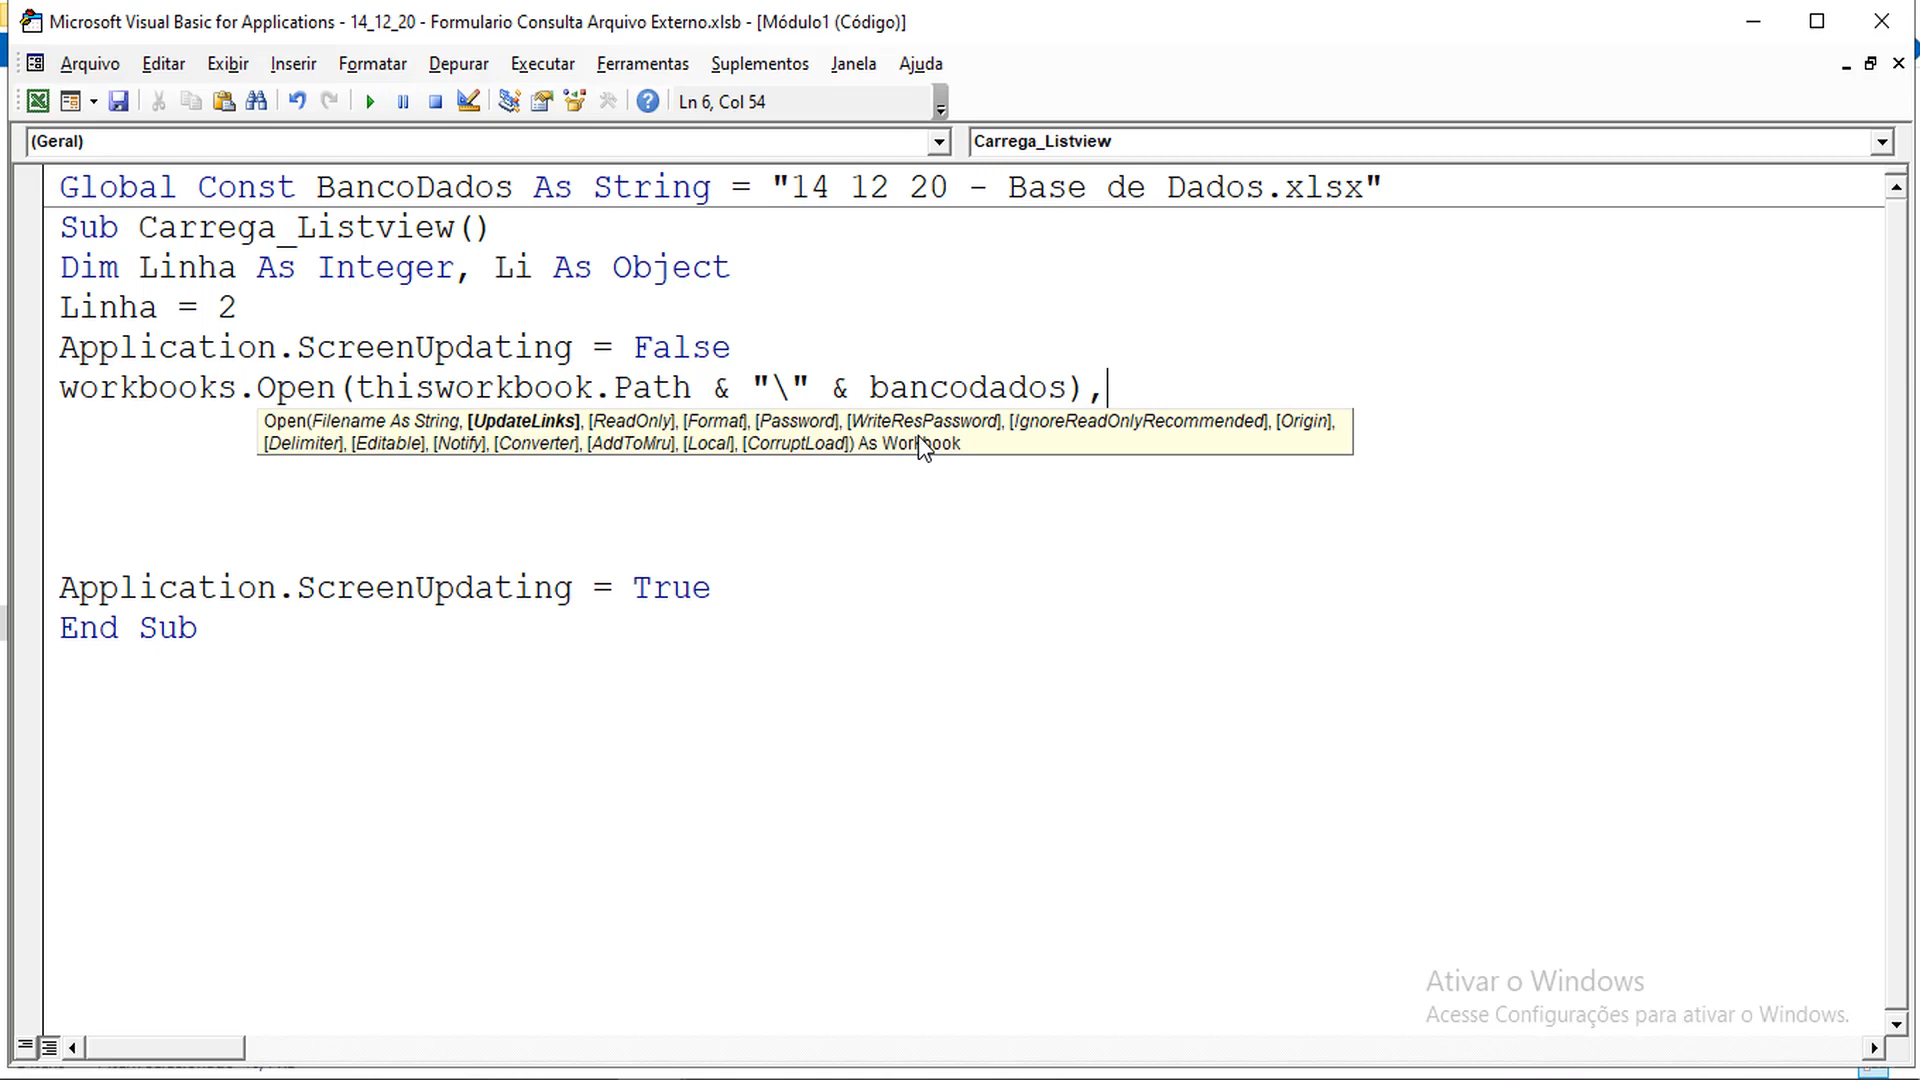 Microsoft Visual Basic for Applications - 14_12_20 - Formulario Consulta Arquivo Externo.xlsb - [Módulo1 (Código)]
Arquivo Editar Exibir Inserir Formatar Depurar Executar Ferramentas Suplementos Janela Ajuda
Ln 6, Col 54
(Geral) Carrega_Listview
Global Const BancoDados As String = "14 12 20 - Base de Dados.xlsx"
Sub Carrega_Listview()
Dim Linha As Integer, Li As Object
Linha = 2
Application.ScreenUpdating = False
workbooks.Open(thisworkbook.Path & "\" & bancodados),
Open(Filename As String, [UpdateLinks], [ReadOnly], [Format], [Password], [WriteResPassword], [IgnoreReadOnlyRecommended], [Origin],
[Delimiter], [Editable], [Notify], [Converter], [AddToMru], [Local], [CorruptLoad]) As Workbook
Application.ScreenUpdating = True
End Sub
Ativar o Windows
Acesse Configurações para ativar o Windows.